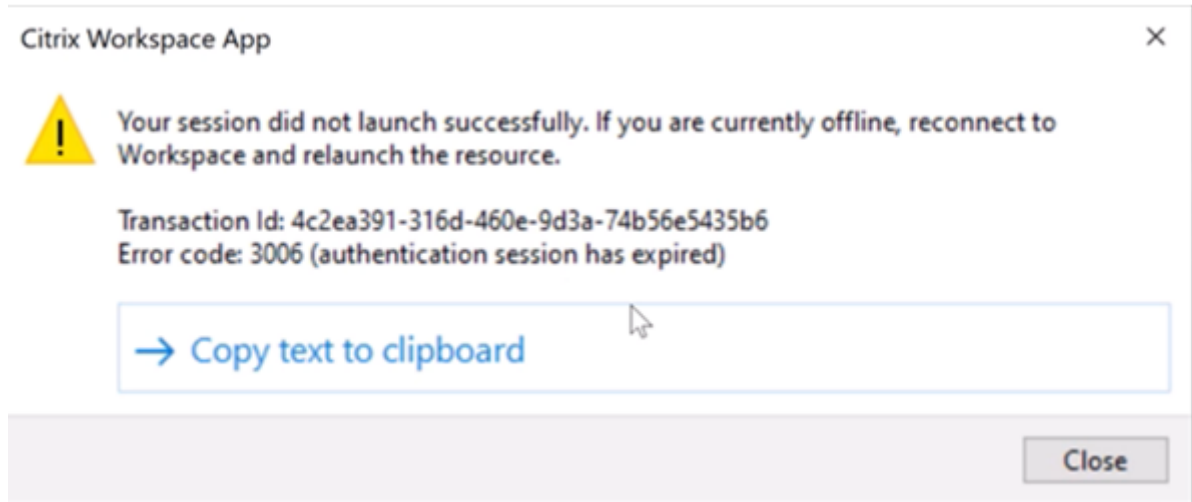 Citrix Workspace App
Your session did not launch successfully. If you are currently offline, reconnect to
Workspace and relaunch the resource.
Transaction Id: 4c2ea391-316d-460e-9d3a-74b56e5435b6
Error code: 3006 (authentication session has expired)
Copy text to clipboard
Close